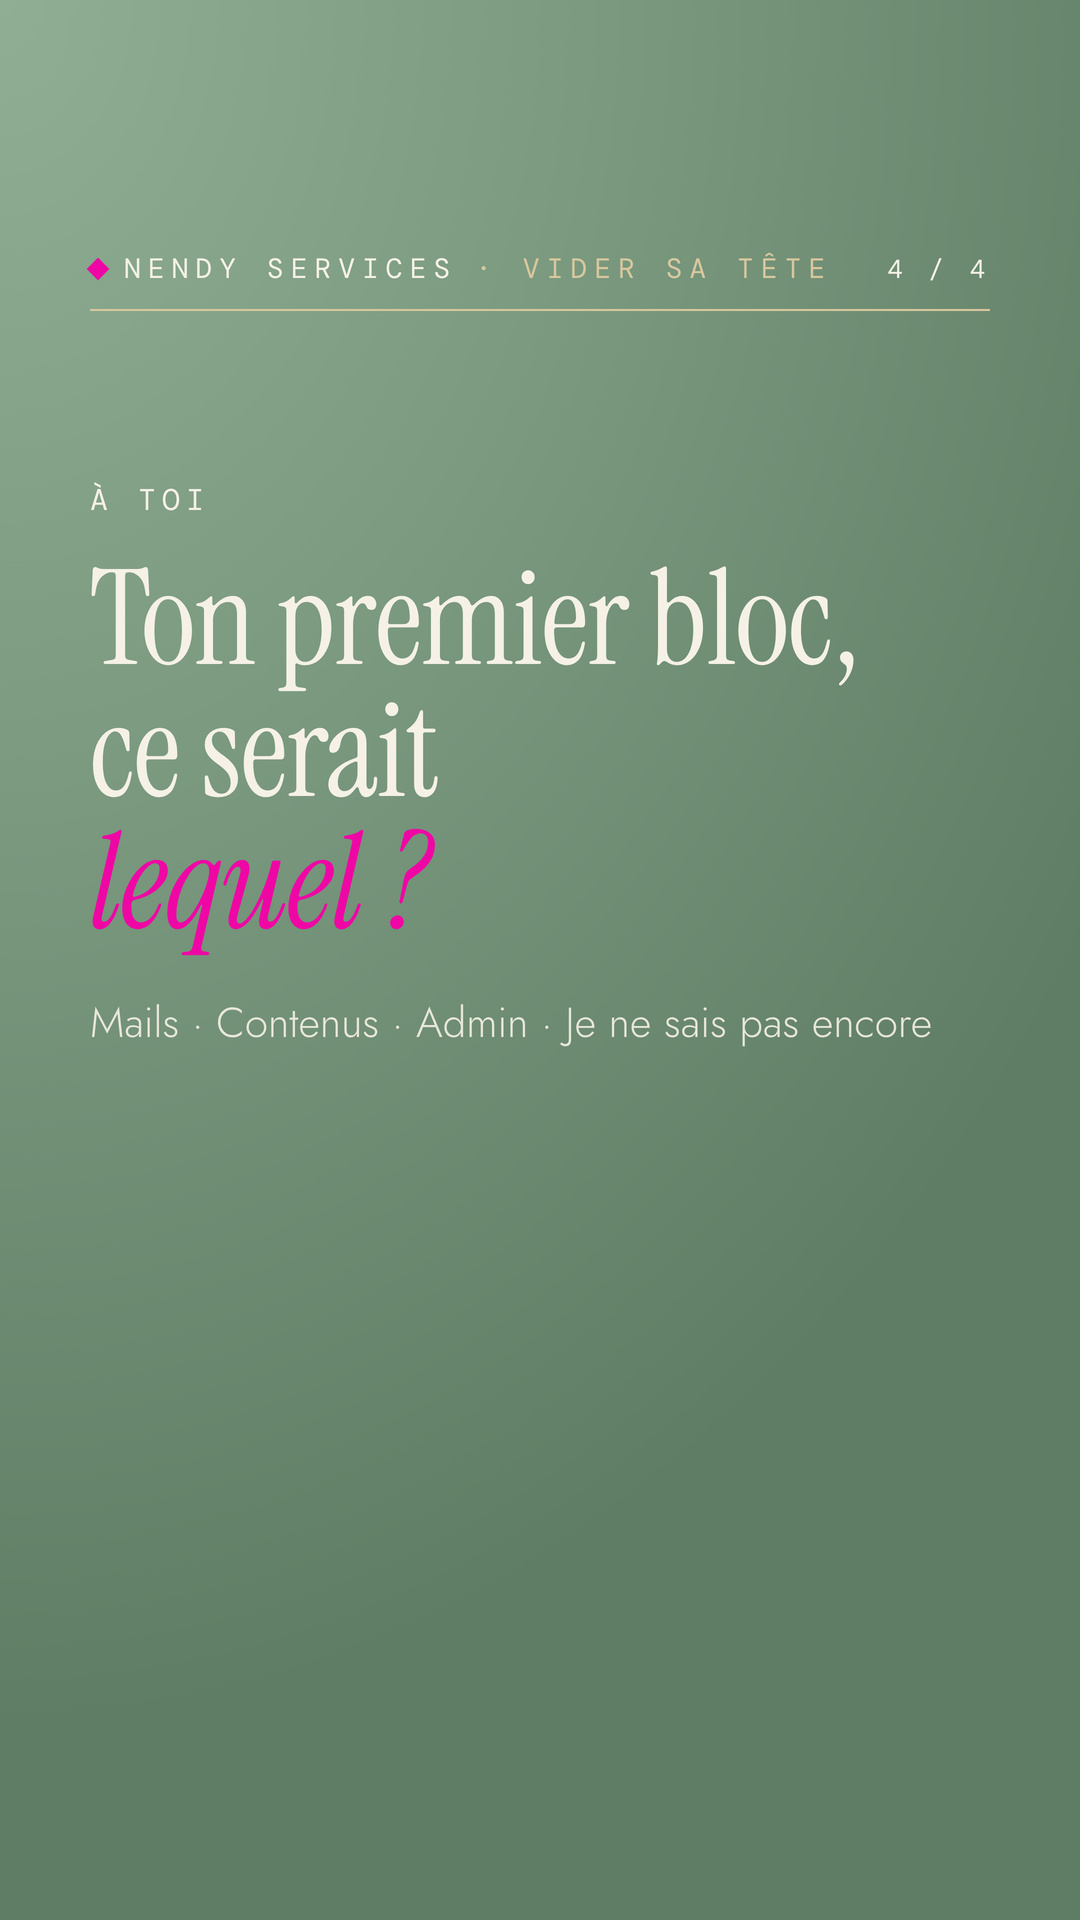 NENDY SERVICES · VIDER SA TÊTE 4 / 4
À TOI
Ton premier bloc,
ce serait
lequel ?
Mails · Contenus · Admin · Je ne sais pas encore